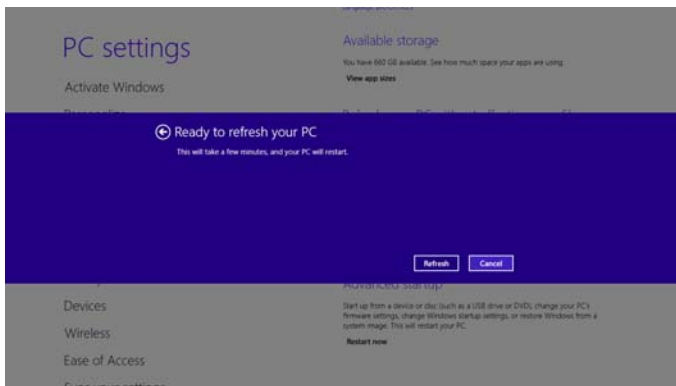 PC settings
Activate Windows
Devices
Wireless
Ease of Access
Available storage
You have 660 GB available. See how much space your apps are using.
View app sizes
Ready to refresh your PC
This will take a few minutes, and your PC will restart.
Refresh
Cancel
Advanced startup
Start up from a device or disc (such as a USB drive or DVD), change your PC's
firmware settings, change Windows startup settings, or restore Windows from a
system image. This will restart your PC.
Restart now